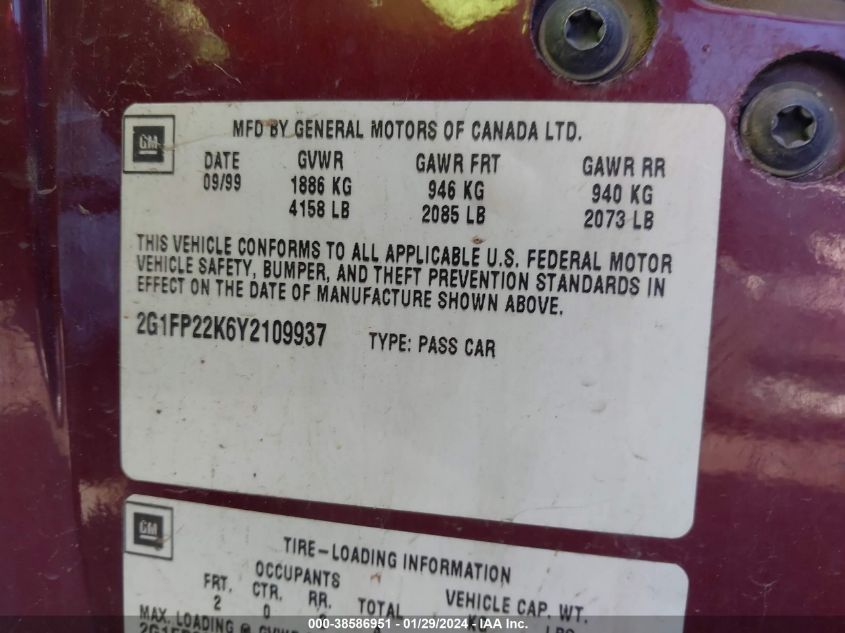 GM
MFD BY GENERAL MOTORS OF CANADA LTD.
DATE GVWR GAWR FRT GAWR RR
09/99 1886 KG 946 KG 940 KG
4158 LB 2085 LB 2073 LB
THIS VEHICLE CONFORMS TO ALL APPLICABLE U.S. FEDERAL MOTOR
VEHICLE SAFETY, BUMPER, AND THEFT PREVENTION STANDARDS IN
EFFECT ON THE DATE OF MANUFACTURE SHOWN ABOVE.
2G1FP22K6Y2109937 TYPE: PASS CAR
GM
TIRE-LOADING INFORMATION
OCCUPANTS VEHICLE CAP. WT.
FRT. CTR. RR. TOTAL
2 0
MAX. LOADING @
000-38586951 - 01/29/2024 - IAA Inc.